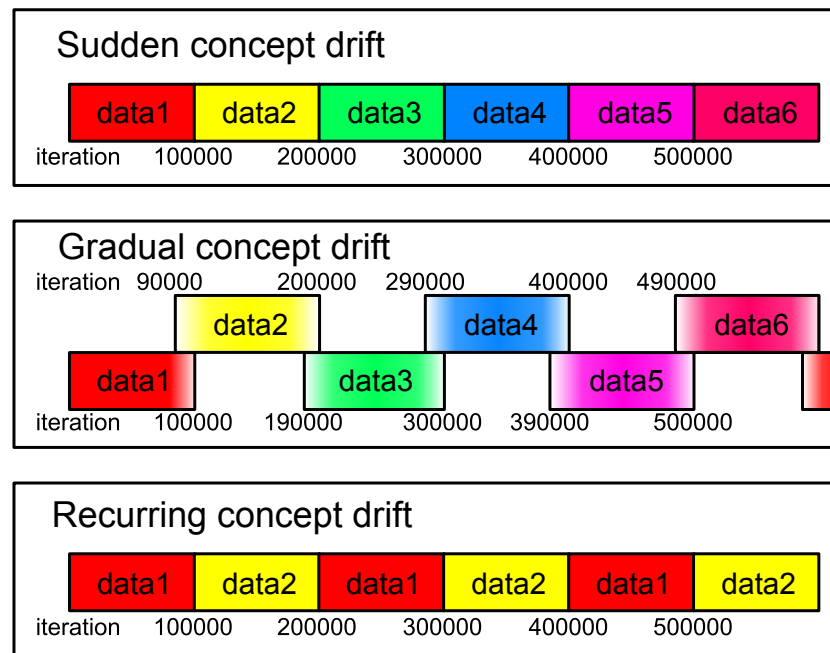 Sudden concept drift
data1 data2 data3 data4 data5 data6
iteration 100000 200000 300000 400000 500000
Gradual concept drift
iteration 90000 200000 290000 400000 490000
data2 data4 data6
data1 data3 data5
iteration 100000 190000 300000 390000 500000
Recurring concept drift
data1 data2 data1 data2 data1 data2
iteration 100000 200000 300000 400000 500000